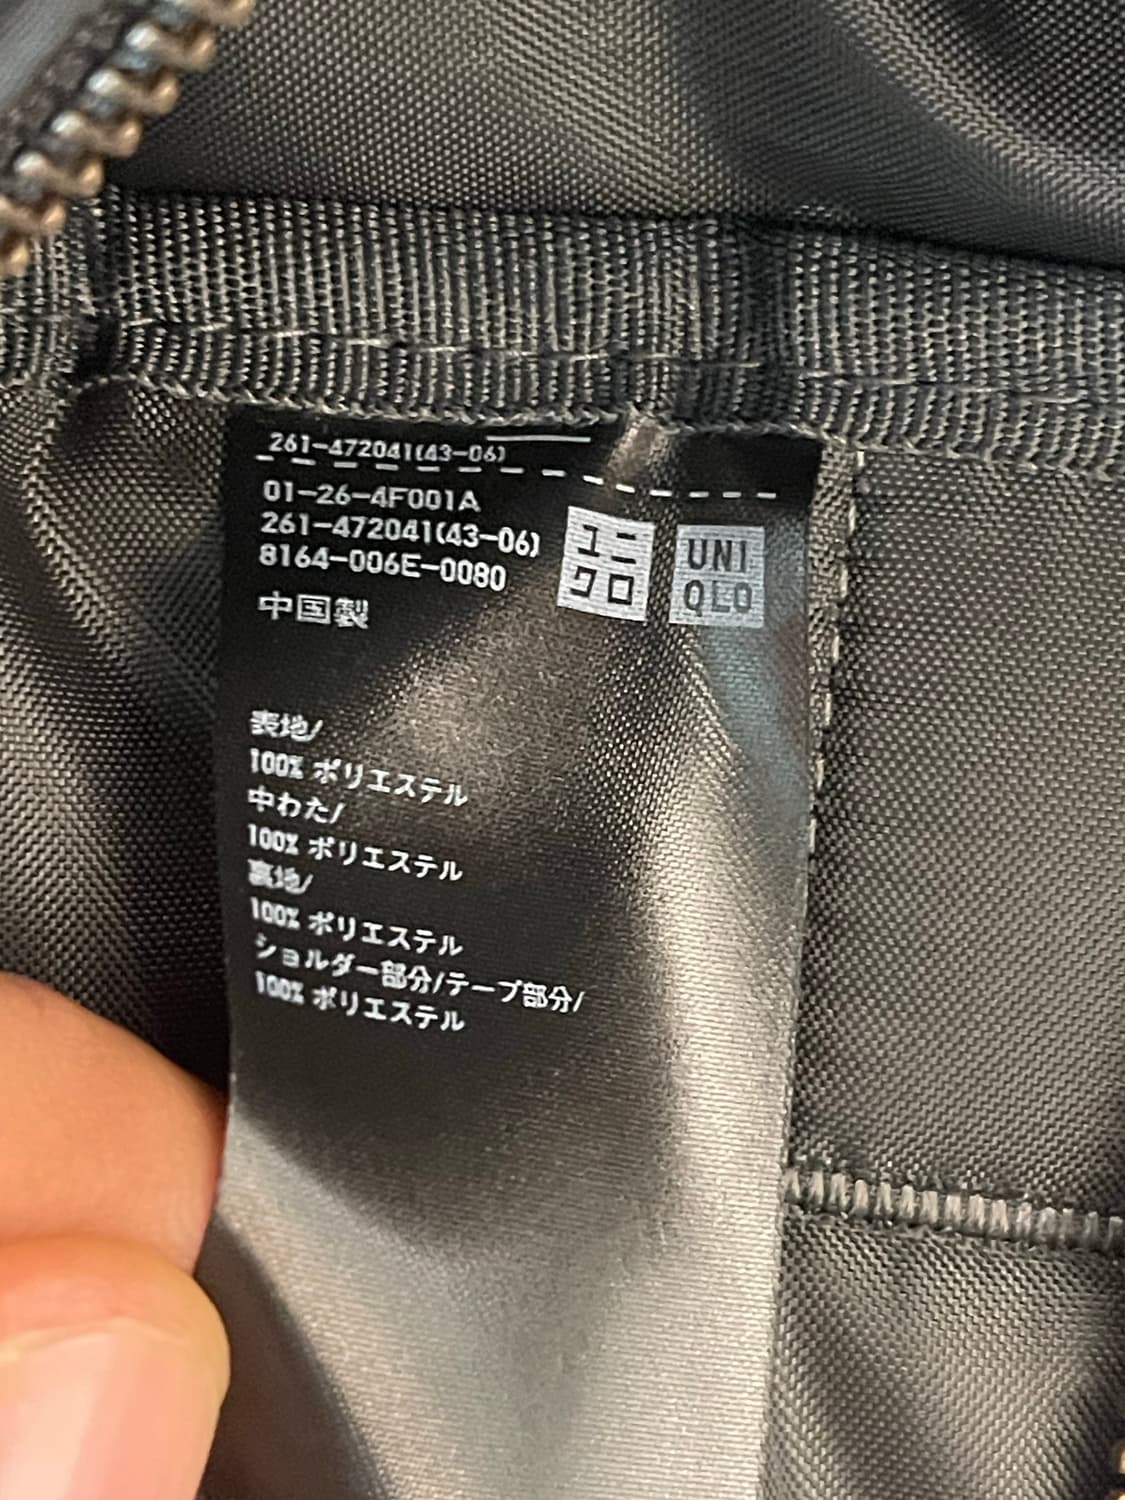 261-472041(43-06)
01-26-4F001A
261-472041(43-06)
8164-006E-0080
中国製
ユニ
クロ
UNI
QLO
表地/
100% ポリエステル
中わた/
100% ポリエステル
裏地/
100% ポリエステル
ショルダー部分/テープ部分/
100% ポリエステル